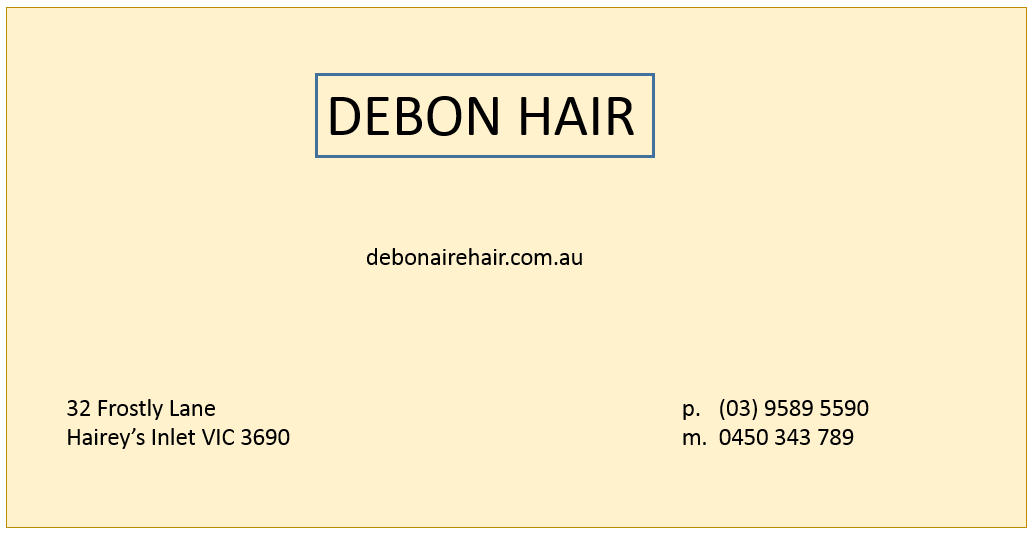 DEBON HAIR
debonairehair.com.au
32 Frostly Lane
Hairey’s Inlet VIC 3690
p. (03) 9589 5590
m. 0450 343 789